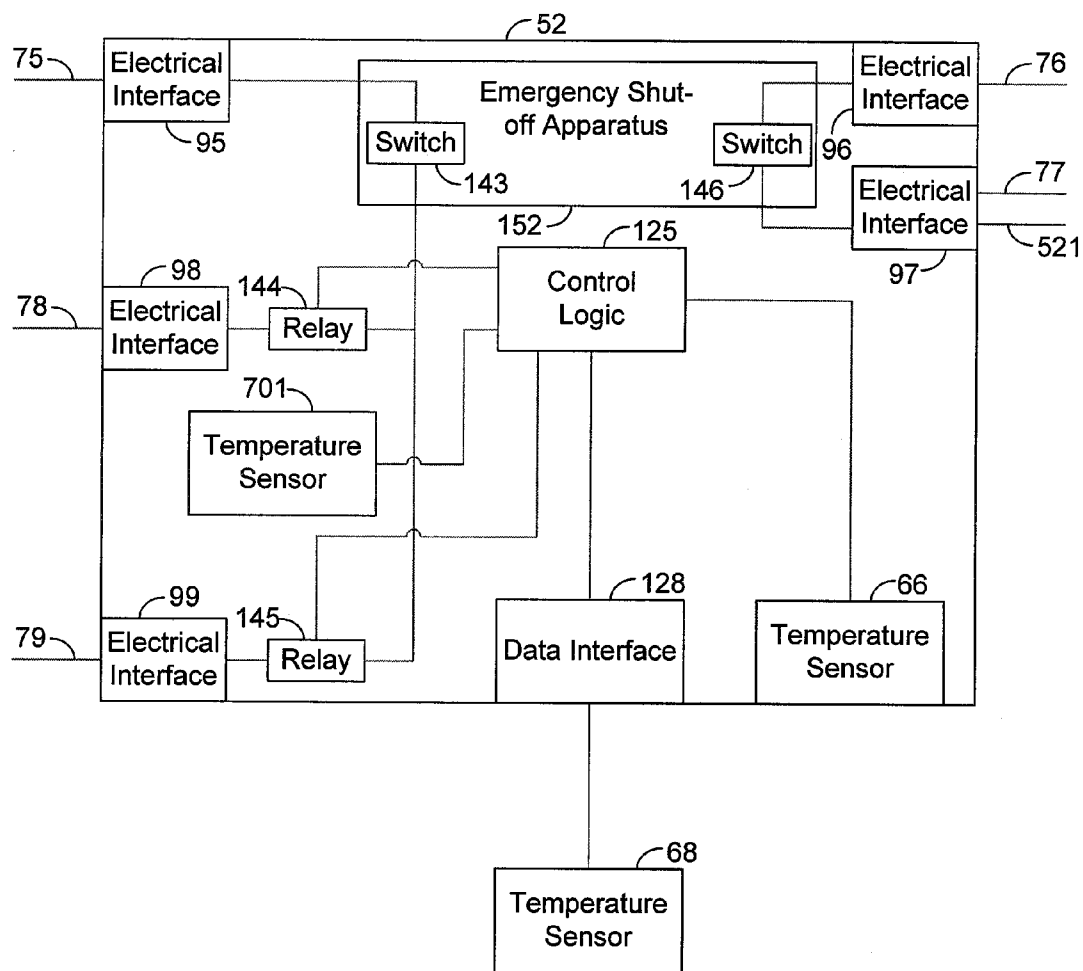 52
75
Electrical
Interface
95
Emergency Shut-
off Apparatus
Switch
143
Switch
146
152
Electrical
Interface
96
76
Electrical
Interface
97
77
521
125
Control
Logic
98
78
Electrical
Interface
144
Relay
701
Temperature
Sensor
99
79
Electrical
Interface
145
Relay
128
Data Interface
66
Temperature
Sensor
68
Temperature
Sensor